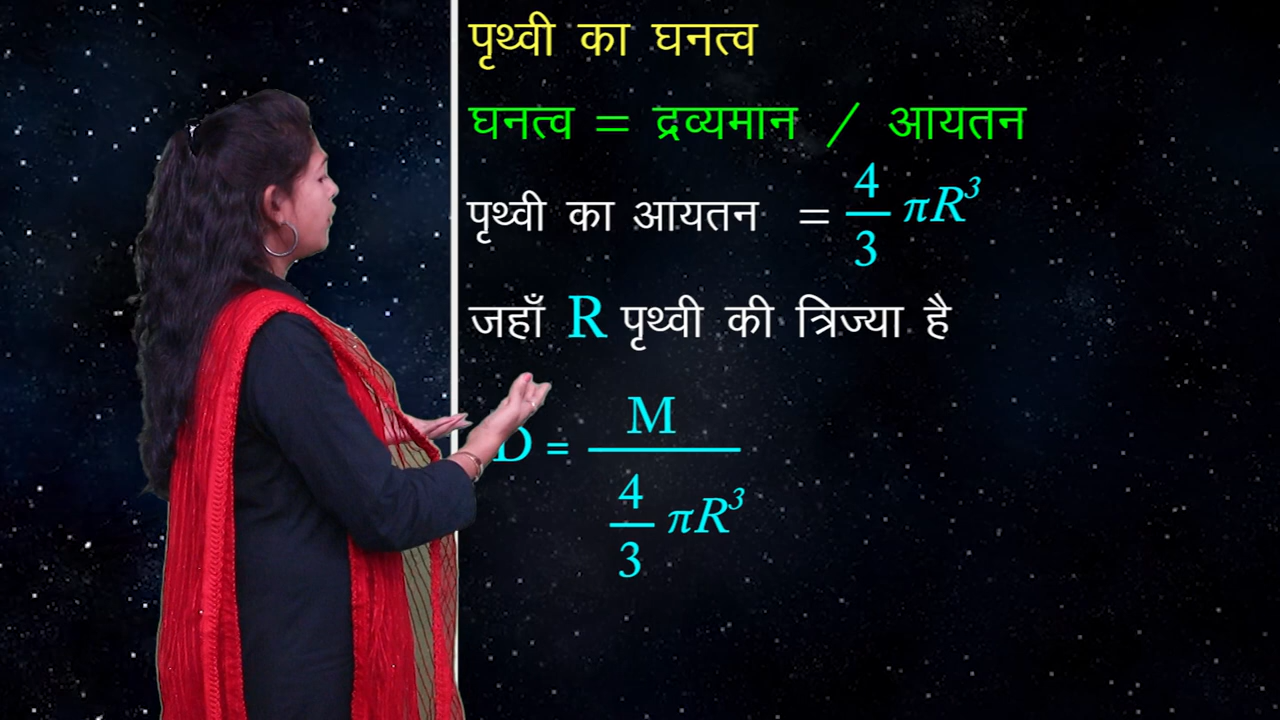 पृथ्वी का घनत्व
घनत्व = द्रव्यमान / आयतन
पृथ्वी का आयतन = 4/3 πR³
जहाँ R पृथ्वी की त्रिज्या है
D = M / 4/3 πR³